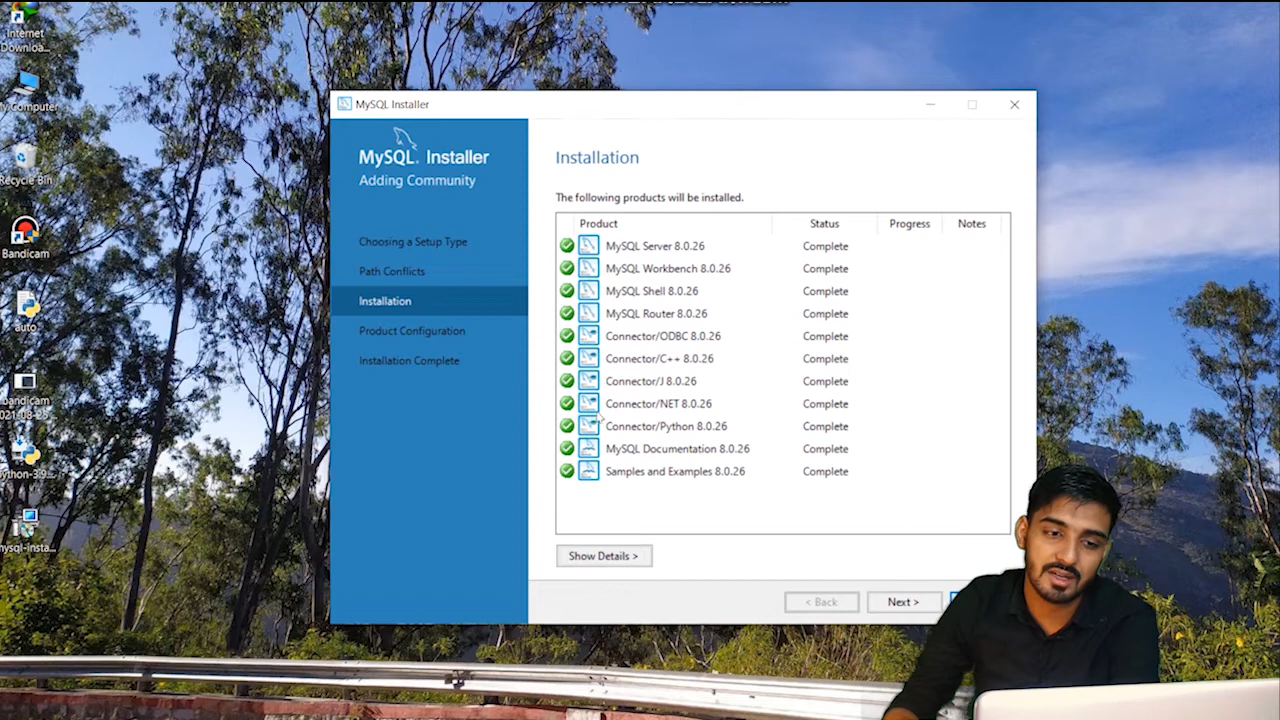 Internet
Downloa...
My Computer
Recycle Bin
Bandicam
auto
bandicam
2021-08-25...
python-3.9...
mysql-insta...
MySQL Installer
MySQL. Installer
Adding Community
Choosing a Setup Type
Path Conflicts
Installation
Product Configuration
Installation Complete
Installation
The following products will be installed.
Product Status Progress Notes
MySQL Server 8.0.26 Complete
MySQL Workbench 8.0.26 Complete
MySQL Shell 8.0.26 Complete
MySQL Router 8.0.26 Complete
Connector/ODBC 8.0.26 Complete
Connector/C++ 8.0.26 Complete
Connector/J 8.0.26 Complete
Connector/NET 8.0.26 Complete
Connector/Python 8.0.26 Complete
MySQL Documentation 8.0.26 Complete
Samples and Examples 8.0.26 Complete
Show Details >
< Back Next >